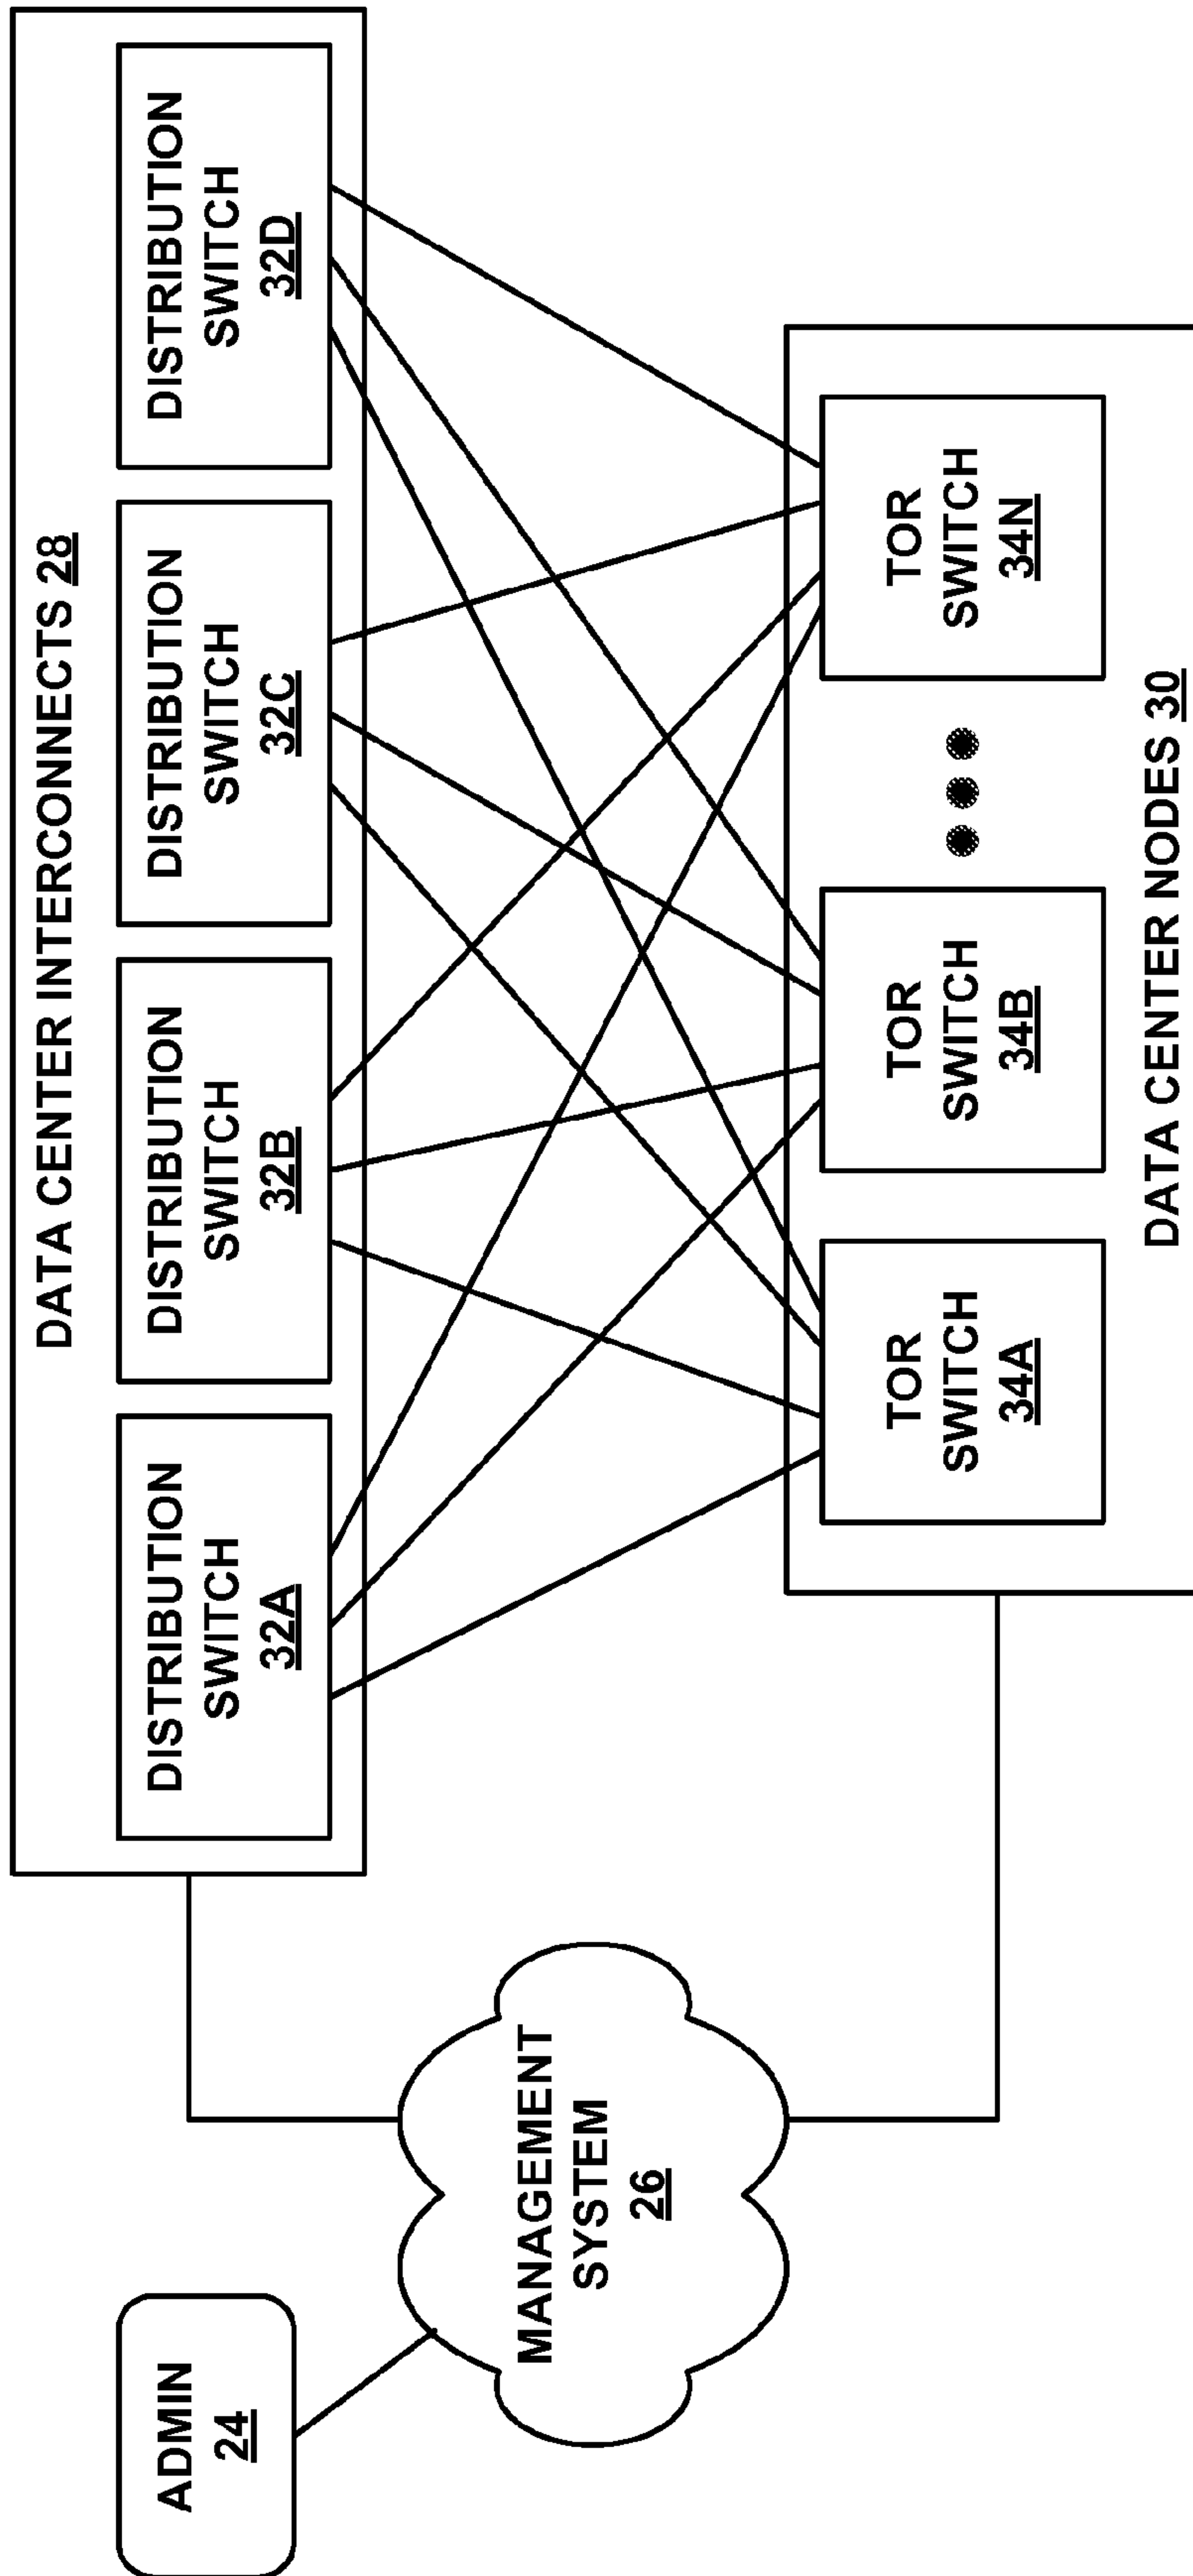 DATA CENTER INTERCONNECTS 28
DISTRIBUTION
SWITCH
32A
DISTRIBUTION
SWITCH
32B
DISTRIBUTION
SWITCH
32C
DISTRIBUTION
SWITCH
32D
ADMIN
24
MANAGEMENT
SYSTEM
26
TOR
SWITCH
34A
TOR
SWITCH
34B
TOR
SWITCH
34N
DATA CENTER NODES 30